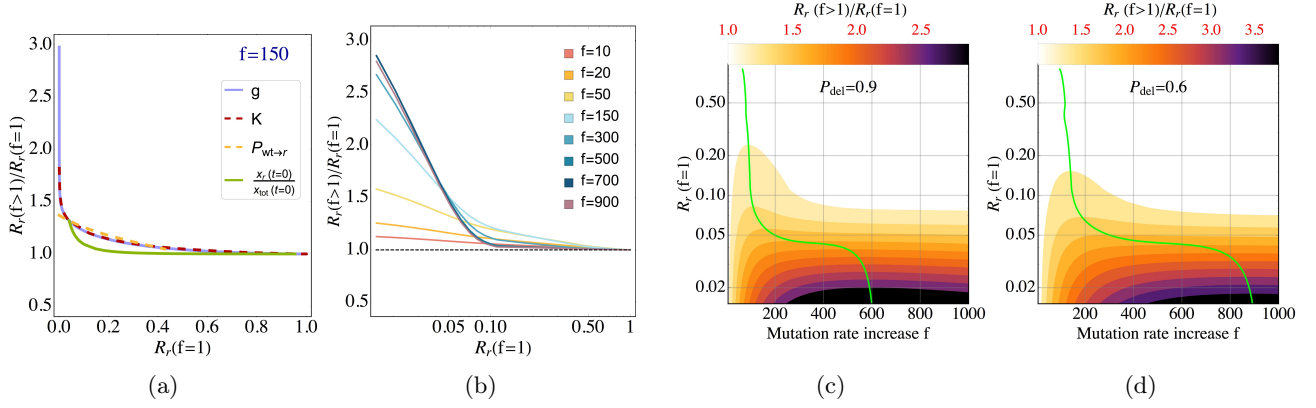 R_r(f>1)/R_r(f=1)
3.0
2.5
2.0
1.5
1.0
0.5
f=150
g
K
P_wt→r
x_r (t=0)
x_tot (t=0)
0.0 0.2 0.4 0.6 0.8 1.0
R_r(f=1)
(a)
R_r(f>1)/R_r(f=1)
3.0
2.5
2.0
1.5
1.0
0.5
f=10
f=20
f=50
f=150
f=300
f=500
f=700
f=900
0.05 0.10 0.50 1
R_r(f=1)
(b)
R_r (f>1)/R_r(f=1)
1.0 1.5 2.0 2.5
P_del=0.9
R_r (f=1)
0.50
0.20
0.10
0.05
0.02
200 400 600 800 1000
Mutation rate increase f
(c)
R_r (f>1)/R_r(f=1)
1.0 1.5 2.0 2.5 3.0 3.5
P_del=0.6
R_r (f=1)
0.50
0.20
0.10
0.05
0.02
200 400 600 800 1000
Mutation rate increase f
(d)